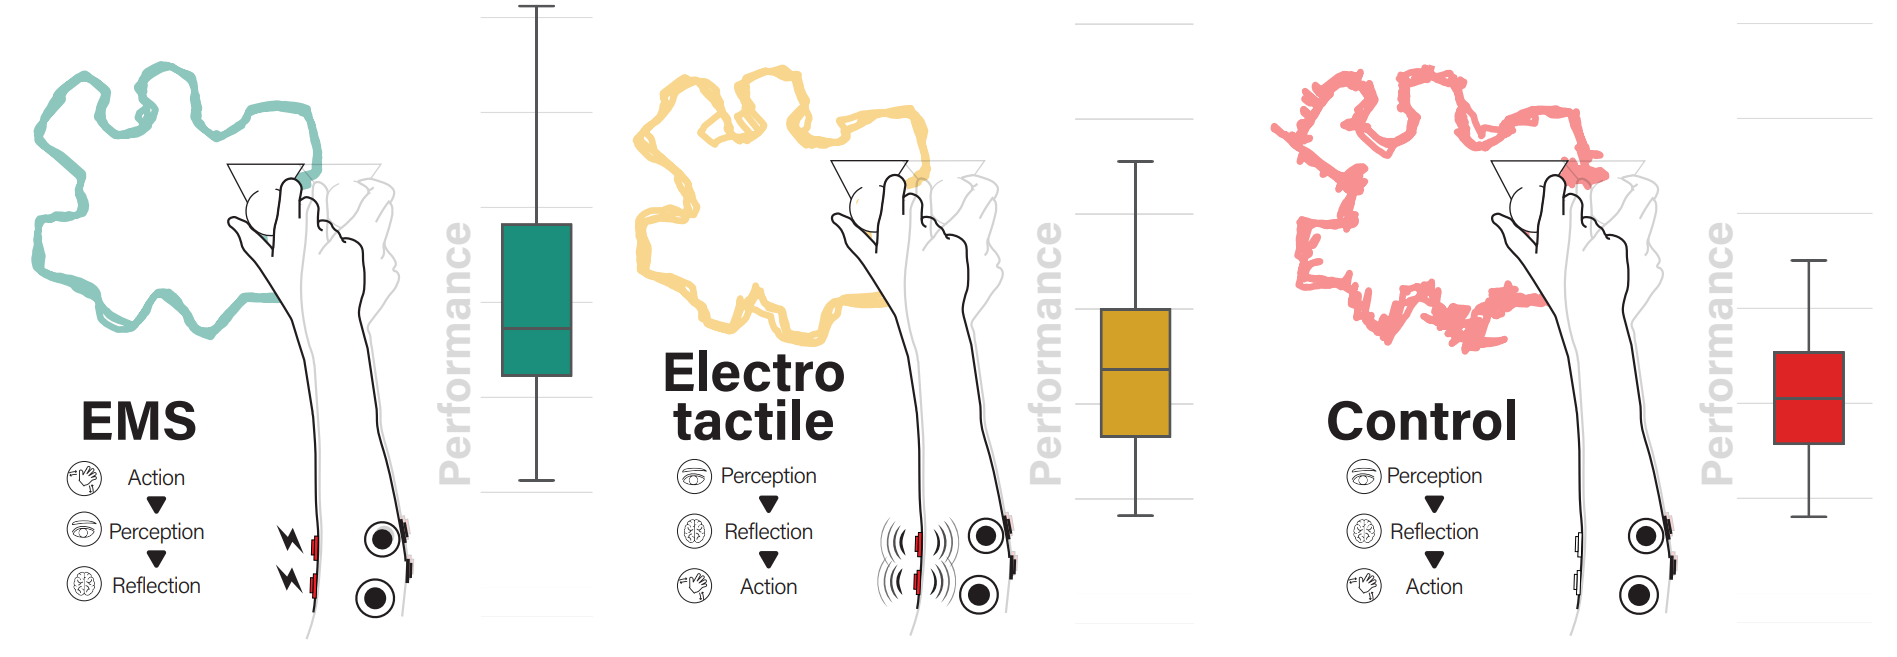 Performance
EMS
Action
Perception
Reflection
Performance
Electro
tactile
Perception
Reflection
Action
Performance
Control
Perception
Reflection
Action